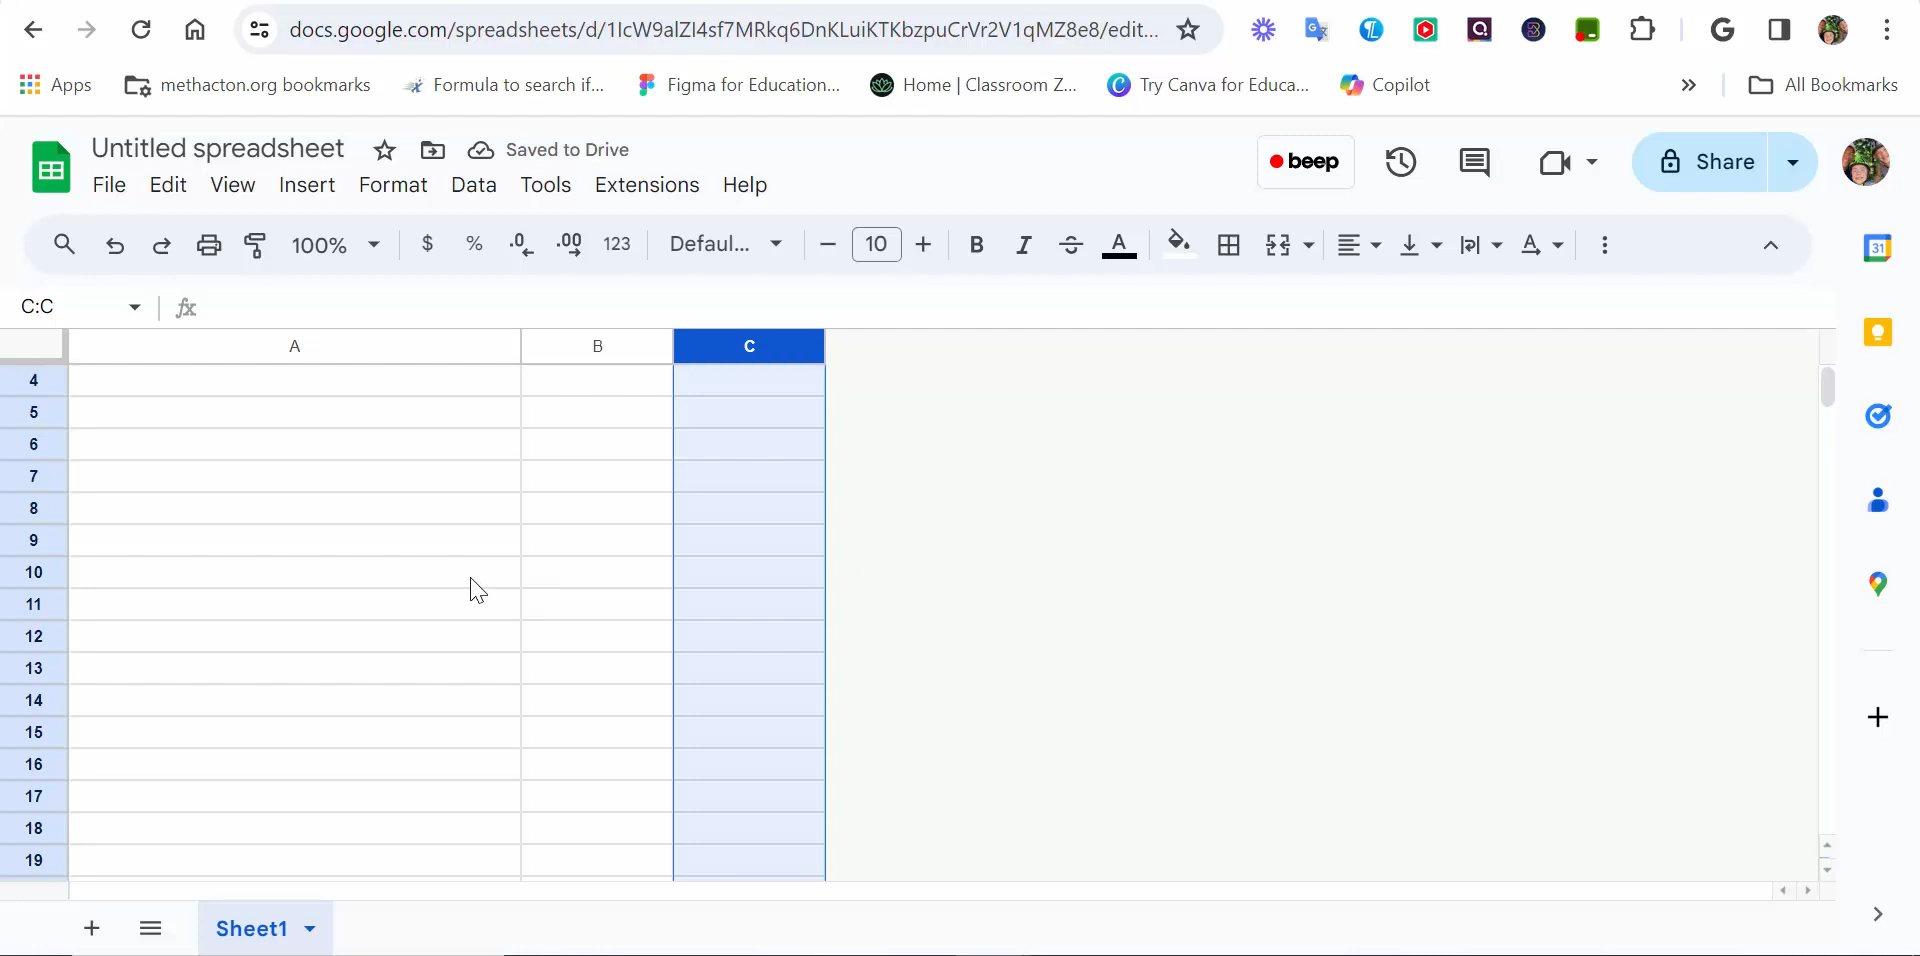 docs.google.com/spreadsheets/d/1IcW9alZI4sf7MRkq6DnKLuiKTKbzpuCrVr2V1qMZ8e8/edit...
Apps methacton.org bookmarks Formula to search if... Figma for Education... Home | Classroom Z... Try Canva for Educa... Copilot All Bookmarks
Untitled spreadsheet Saved to Drive
File Edit View Insert Format Data Tools Extensions Help
beep Share
100% $ % .0 .00 123 Defaul... 10 B I S A A
31
C:C fx
A B C
4
5
6
7
8
9
10
11
12
13
14
15
16
17
18
19
Sheet1